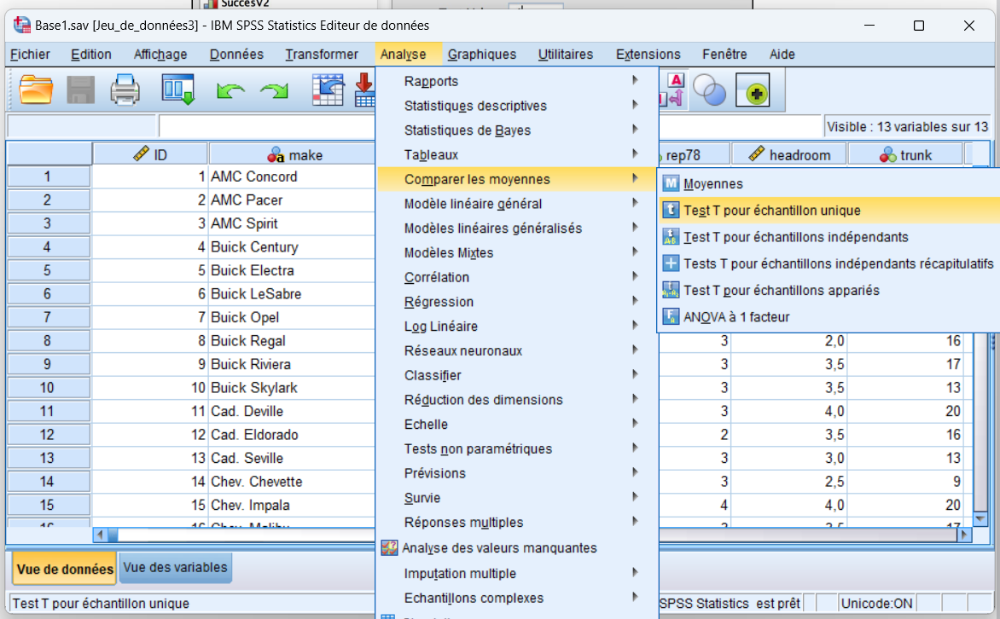 SuccesV2
Base1.sav [Jeu_de_données3] - IBM SPSS Statistics Editeur de données
Fichier Edition Affichage Données Transformer Analyse Graphiques Utilitaires Extensions Fenêtre Aide
Visible : 13 variables sur 13
ID make rep78 headroom trunk
1 1 AMC Concord
2 2 AMC Pacer
3 3 AMC Spirit
4 4 Buick Century
5 5 Buick Electra
6 6 Buick LeSabre
7 7 Buick Opel
8 8 Buick Regal 3 2,0 16
9 9 Buick Riviera 3 3,5 17
10 10 Buick Skylark 3 3,5 13
11 11 Cad. Deville 3 4,0 20
12 12 Cad. Eldorado 2 3,5 16
13 13 Cad. Seville 3 3,0 13
14 14 Chev. Chevette 3 2,5 9
15 15 Chev. Impala 4 4,0 20
16 16 Chev. Malibu 3 3,5 17
Rapports
Statistiques descriptives
Statistiques de Bayes
Tableaux
Comparer les moyennes
Modèle linéaire général
Modèles linéaires généralisés
Modèles Mixtes
Corrélation
Régression
Log Linéaire
Réseaux neuronaux
Classifier
Réduction des dimensions
Echelle
Tests non paramétriques
Prévisions
Survie
Réponses multiples
Analyse des valeurs manquantes
Imputation multiple
Echantillons complexes
Moyennes
Test T pour échantillon unique
Test T pour échantillons indépendants
Tests T pour échantillons indépendants récapitulatifs
Test T pour échantillons appariés
ANOVA à 1 facteur
Vue de données Vue des variables
Test T pour échantillon unique
SPSS Statistics est prêt
Unicode:ON